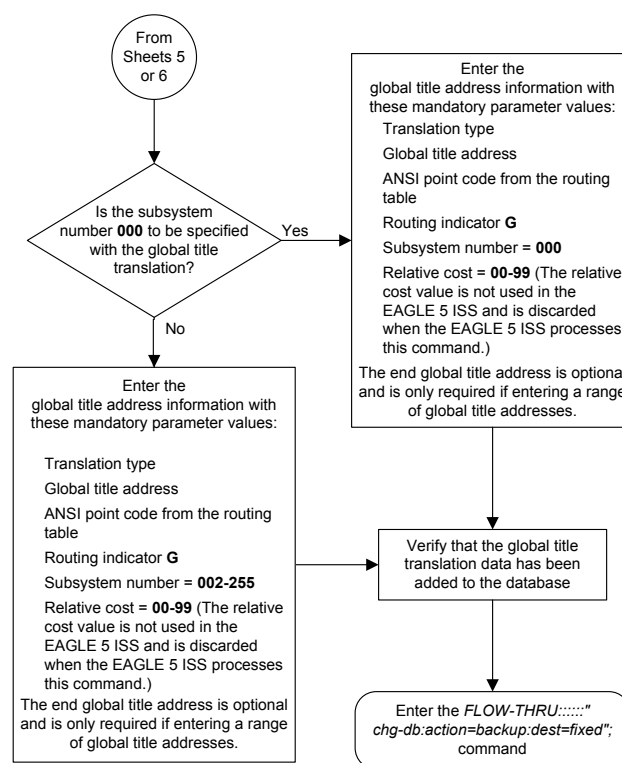 From
Sheets 5
or 6
Is the subsystem
number 000 to be specified
with the global title
translation?
Yes
No
Enter the
global title address information with
these mandatory parameter values:
Translation type
Global title address
ANSI point code from the routing
table
Routing indicator G
Subsystem number = 000
Relative cost = 00-99 (The relative
cost value is not used in the
EAGLE 5 ISS and is discarded
when the EAGLE 5 ISS processes
this command.)
The end global title address is optional
and is only required if entering a range
of global title addresses.
Enter the
global title address information with
these mandatory parameter values:
Translation type
Global title address
ANSI point code from the routing
table
Routing indicator G
Subsystem number = 002-255
Relative cost = 00-99 (The relative
cost value is not used in the
EAGLE 5 ISS and is discarded
when the EAGLE 5 ISS processes
this command.)
The end global title address is optional
and is only required if entering a range
of global title addresses.
Verify that the global title
translation data has been
added to the database
Enter the FLOW-THRU::::::"
chg-db:action=backup:dest=fixed";
command